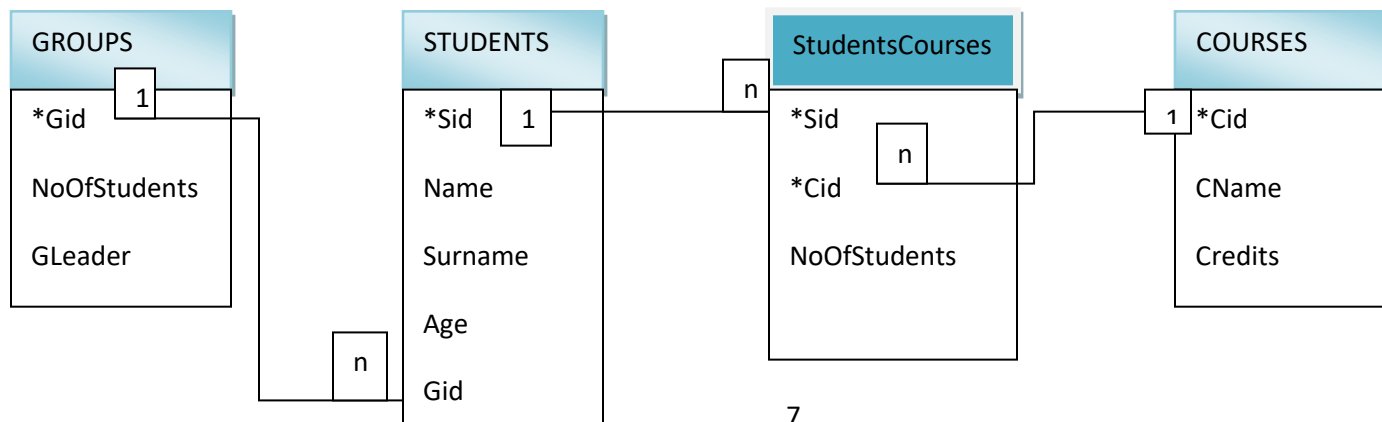 GROUPS
*Gid
NoOfStudents
GLeader
1
n
STUDENTS
*Sid
Name
Surname
Age
Gid
1
n
StudentsCourses
*Sid
*Cid
NoOfStudents
n
1
COURSES
*Cid
CName
Credits
7